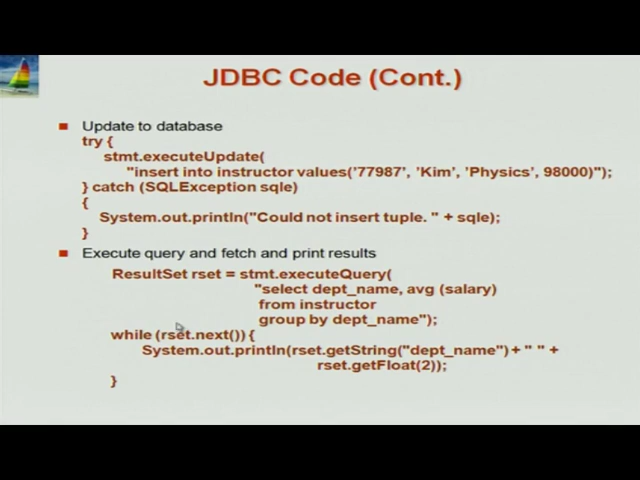 JDBC Code (Cont.)
Update to database
try {
stmt.executeUpdate(
"insert into instructor values('77987', 'Kim', 'Physics', 98000)");
} catch (SQLException sqle)
{
System.out.println("Could not insert tuple. " + sqle);
}
Execute query and fetch and print results
ResultSet rset = stmt.executeQuery(
"select dept_name, avg (salary)
from instructor
group by dept_name");
while (rset.next()) {
System.out.println(rset.getString("dept_name") + " " +
rset.getFloat(2));
}